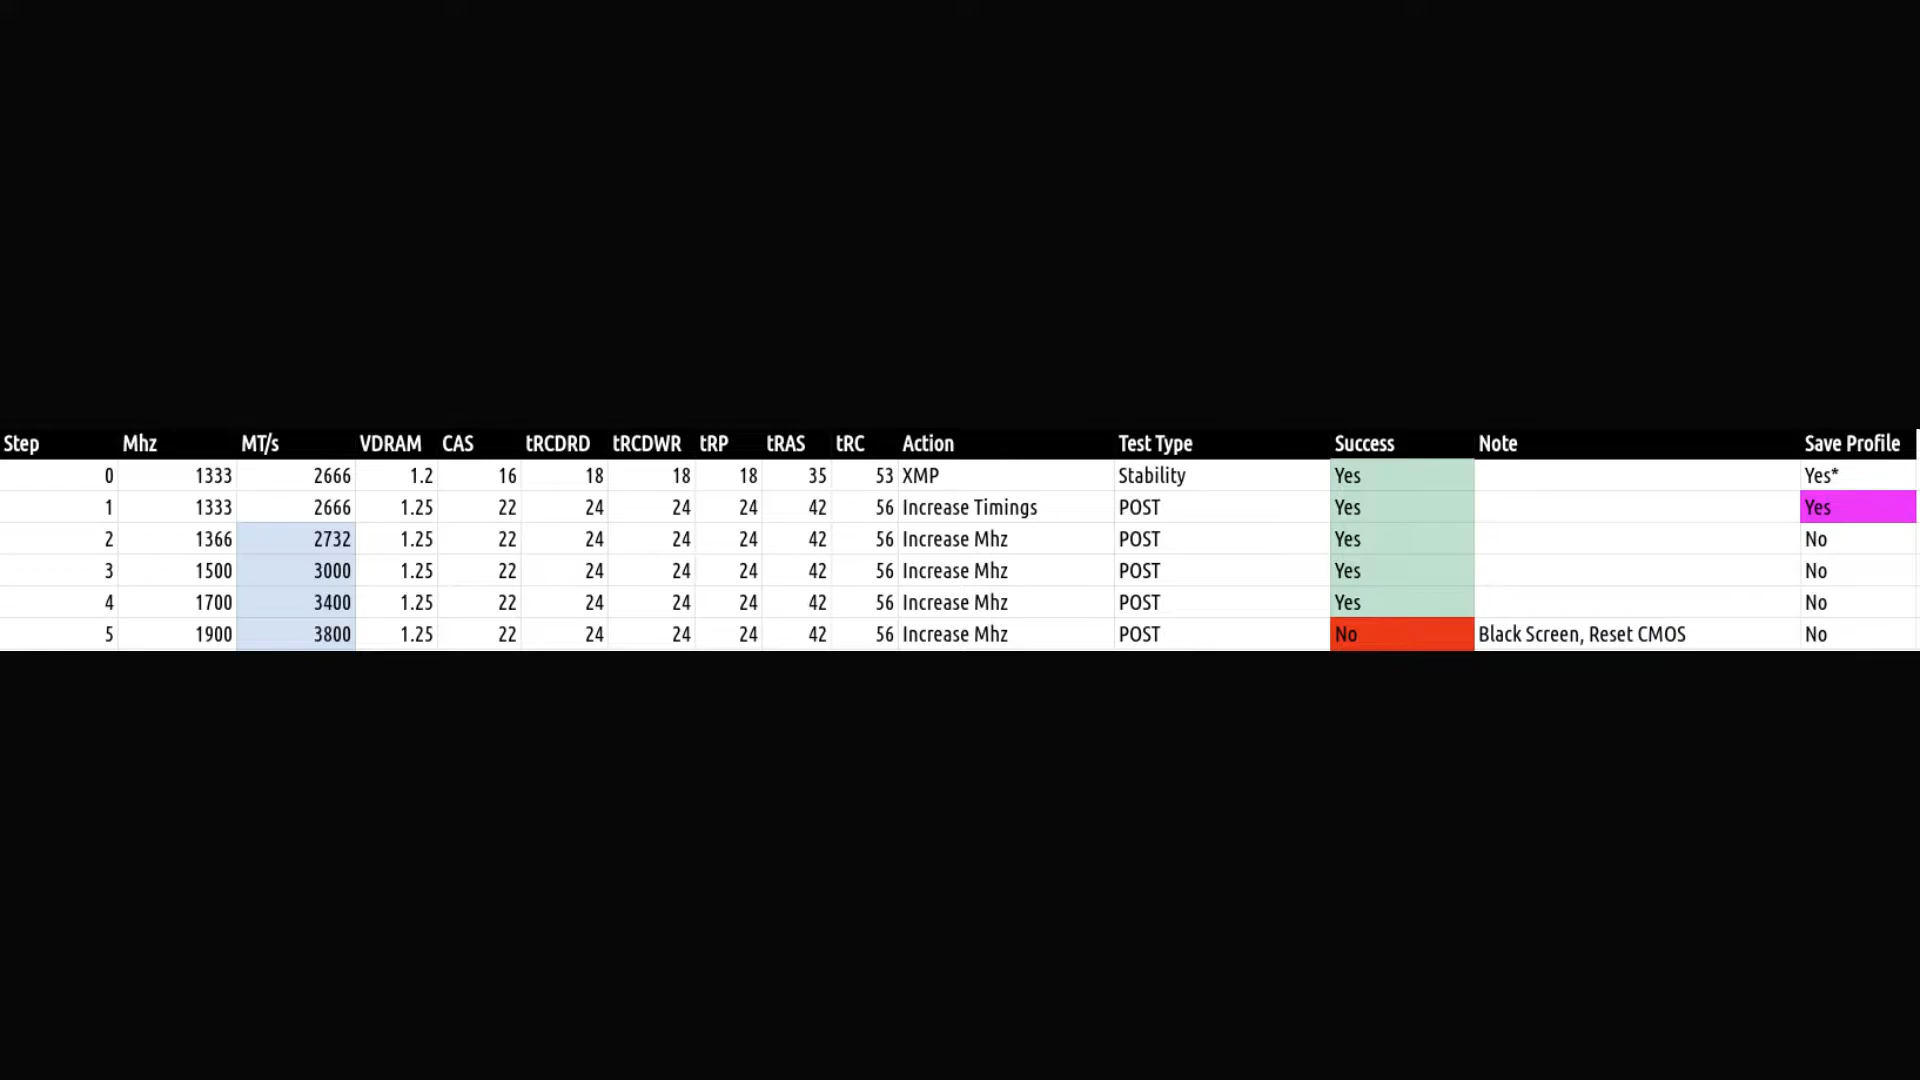 Step Mhz MT/s VDRAM CAS tRCDRD tRCDWR tRP tRAS tRC Action Test Type Success Note Save Profile
0 1333 2666 1.2 16 18 18 18 35 53 XMP Stability Yes Yes*
1 1333 2666 1.25 22 24 24 24 42 56 Increase Timings POST Yes Yes
2 1366 2732 1.25 22 24 24 24 42 56 Increase Mhz POST Yes No
3 1500 3000 1.25 22 24 24 24 42 56 Increase Mhz POST Yes No
4 1700 3400 1.25 22 24 24 24 42 56 Increase Mhz POST Yes No
5 1900 3800 1.25 22 24 24 24 42 56 Increase Mhz POST No Black Screen, Reset CMOS No